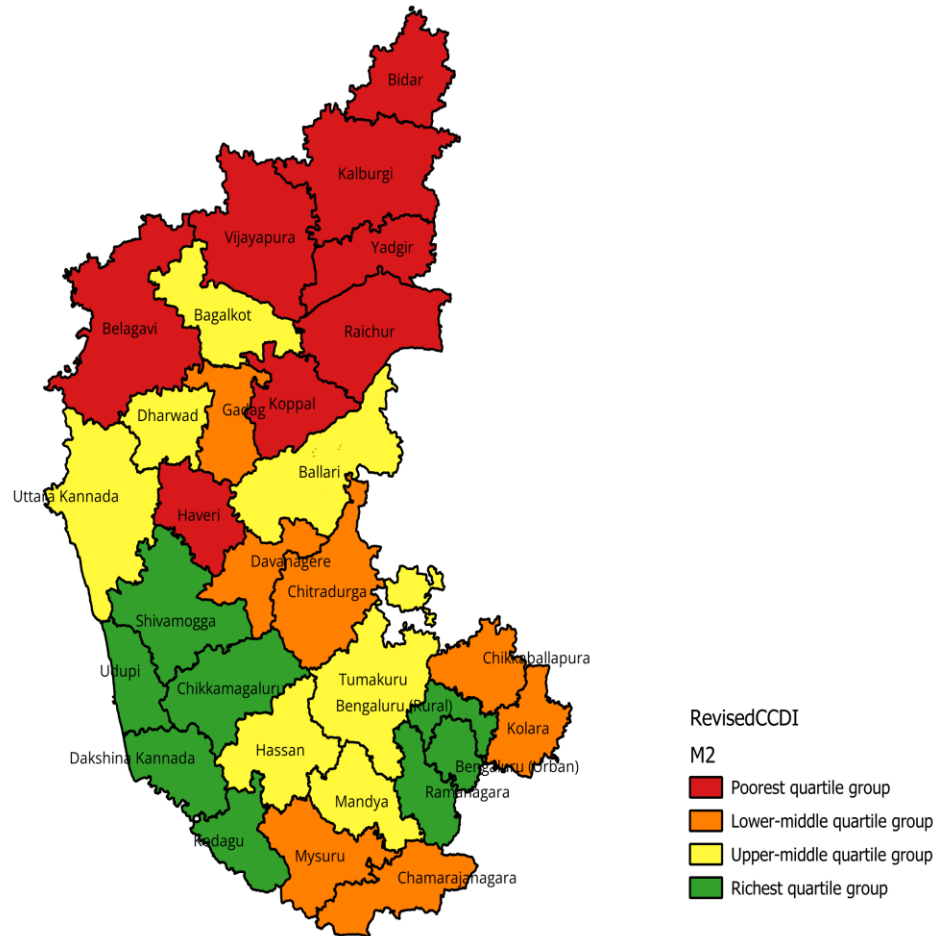 Bidar
Kalburgi
Vijayapura
Yadgir
Bagalkot
Belagavi
Raichur
Gadag
Koppal
Dharwad
Ballari
Uttara Kannada
Haveri
Davanagere
Chitradurga
Shivamogga
Chikkaballapura
Udupi
Tumakuru
Chikkamagaluru
Bengaluru (Rural)
Kolara
Hassan
Dakshina Kannada
Bengaluru (Urban)
Ramanagara
Mandya
Kodagu
Mysuru
Chamarajanagara
RevisedCCDI
M2
Poorest quartile group
Lower-middle quartile group
Upper-middle quartile group
Richest quartile group